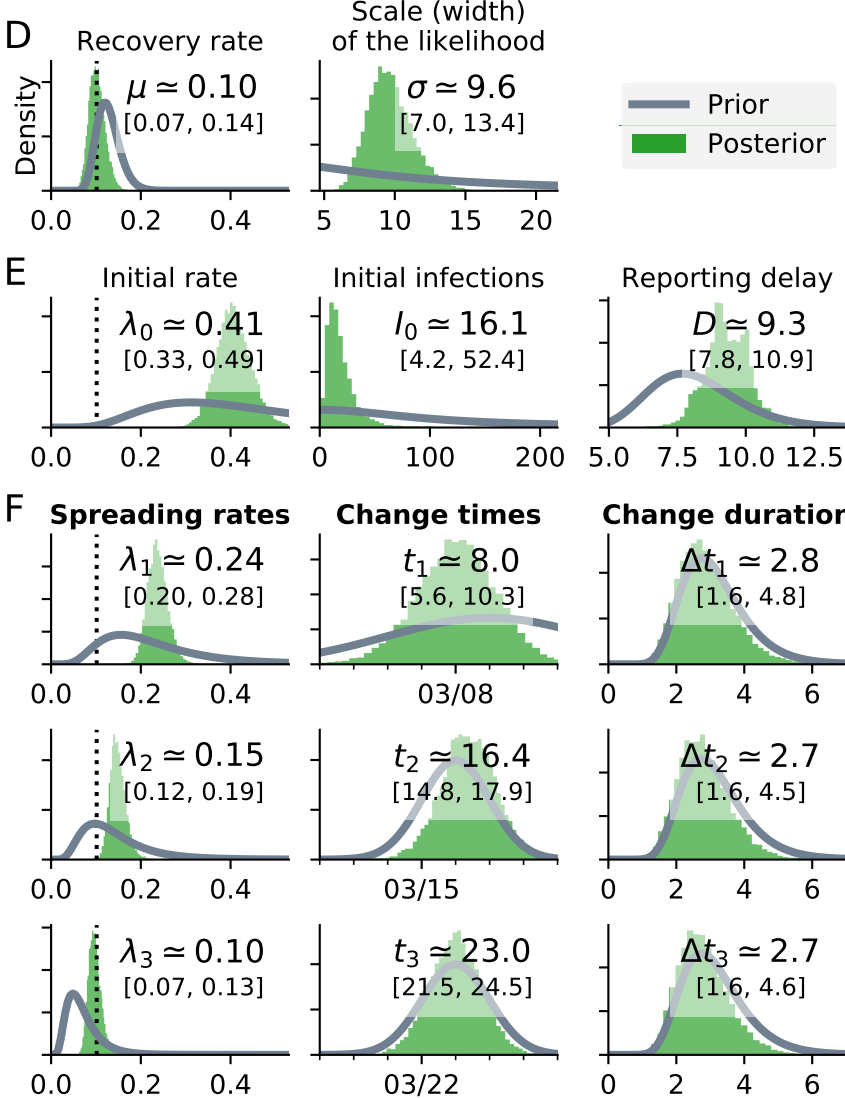 D
Recovery rate
Scale (width)
of the likelihood
Density
μ ≃ 0.10
[0.07, 0.14]
σ ≃ 9.6
[7.0, 13.4]
Prior
Posterior
0.0 0.2 0.4
5 10 15 20
E
Initial rate
Initial infections
Reporting delay
λ0 ≃ 0.41
[0.33, 0.49]
I0 ≃ 16.1
[4.2, 52.4]
D ≃ 9.3
[7.8, 10.9]
0.0 0.2 0.4
0 100 200
5.0 7.5 10.0 12.5
F
Spreading rates
Change times
Change duration
λ1 ≃ 0.24
[0.20, 0.28]
t1 ≃ 8.0
[5.6, 10.3]
Δt1 ≃ 2.8
[1.6, 4.8]
0.0 0.2 0.4
03/08
2 4 6
λ2 ≃ 0.15
[0.12, 0.19]
t2 ≃ 16.4
[14.8, 17.9]
Δt2 ≃ 2.7
[1.6, 4.5]
0.0 0.2 0.4
03/15
2 4 6
λ3 ≃ 0.10
[0.07, 0.13]
t3 ≃ 23.0
[21.5, 24.5]
Δt3 ≃ 2.7
[1.6, 4.6]
0.0 0.2 0.4
03/22
2 4 6